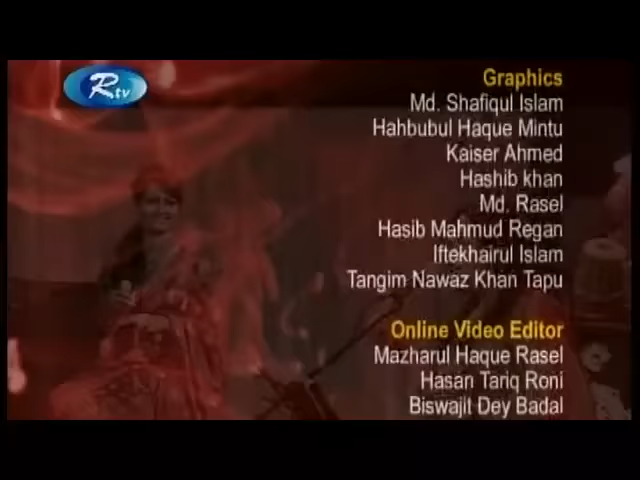 Rtv
Graphics
Md. Shafiqul Islam
Hahbubul Haque Mintu
Kaiser Ahmed
Hashib khan
Md. Rasel
Hasib Mahmud Regan
Iftekhairul Islam
Tangim Nawaz Khan Tapu
Online Video Editor
Mazharul Haque Rasel
Hasan Tariq Roni
Biswajit Dey Badal